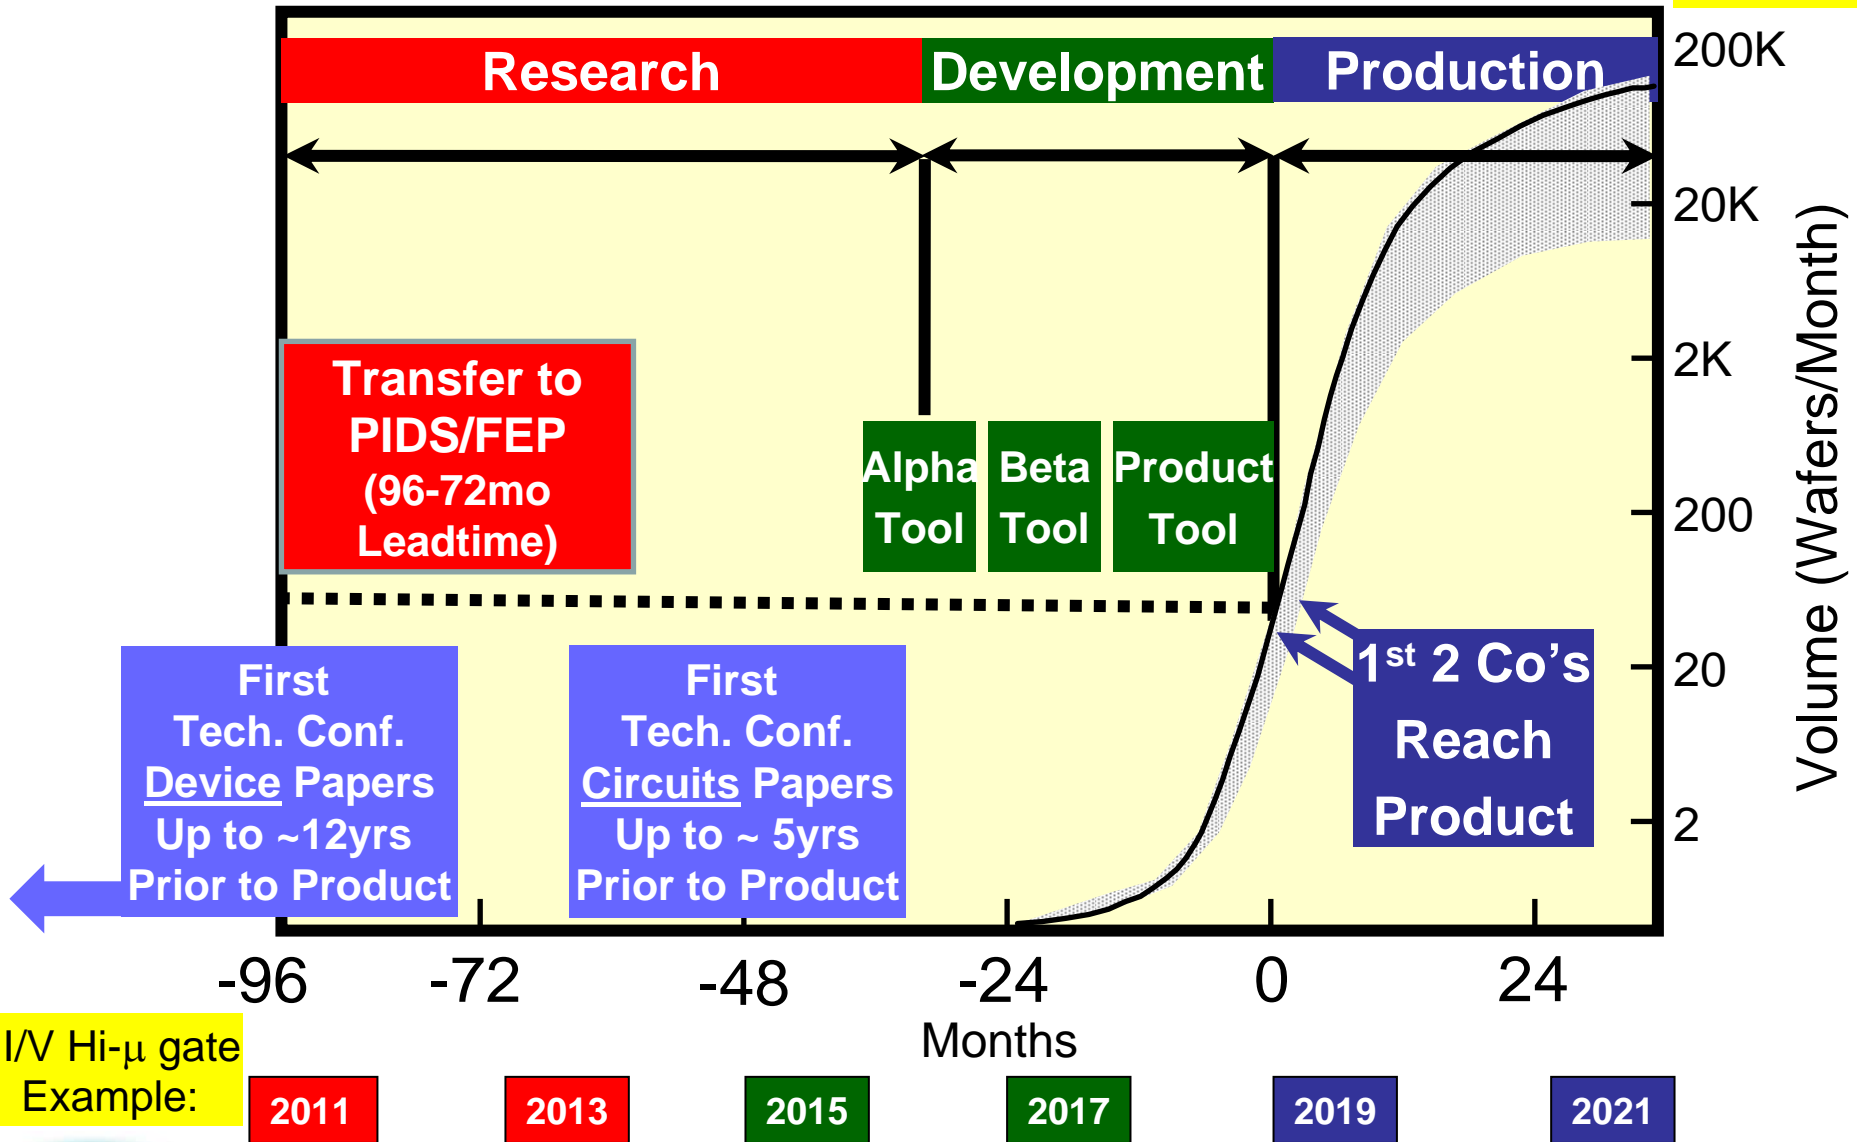 Research
Development
Production
200K
20K
2K
200
20
2
Volume (Wafers/Month)
Transfer to
PIDS/FEP
(96-72mo
Leadtime)
Alpha
Tool
Beta
Tool
Product
Tool
First
Tech. Conf.
Device Papers
Up to ~12yrs
Prior to Product
First
Tech. Conf.
Circuits Papers
Up to ~ 5yrs
Prior to Product
1st 2 Co’s
Reach
Product
-96
-72
-48
-24
0
24
Months
I/V Hi-μ gate
Example:
2011
2013
2015
2017
2019
2021